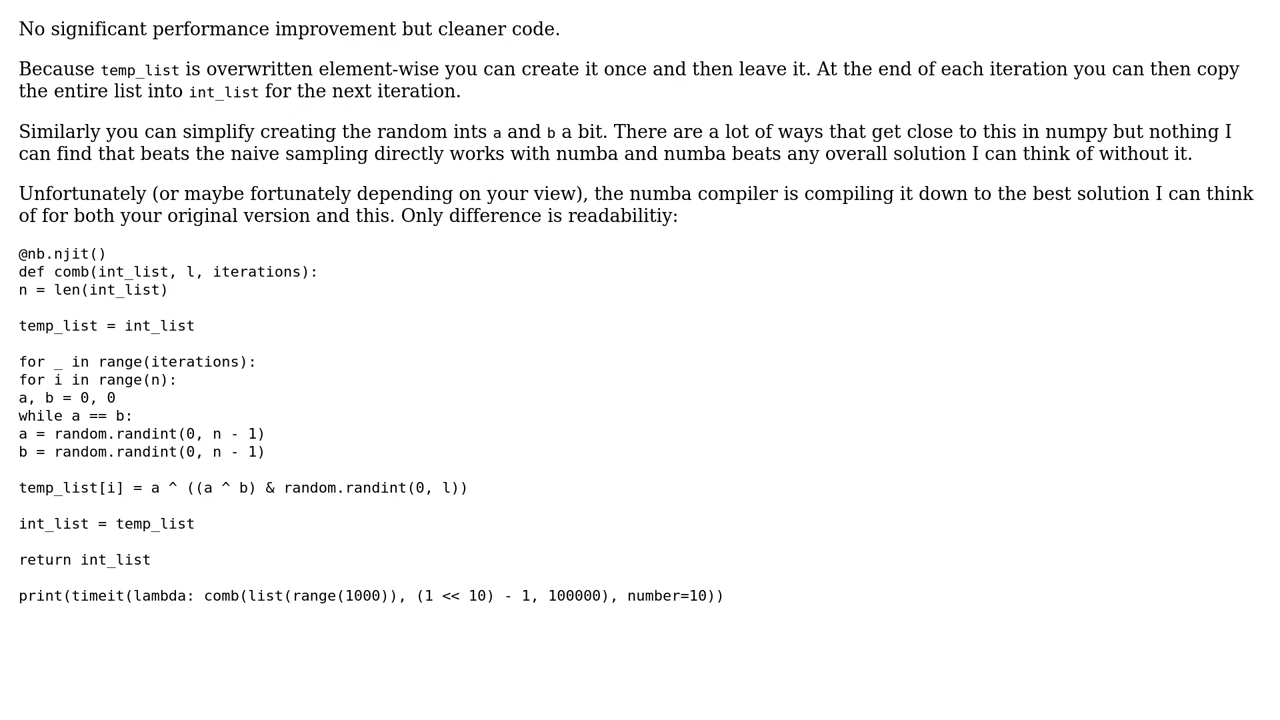 No significant performance improvement but cleaner code.
Because temp_list is overwritten element-wise you can create it once and then leave it. At the end of each iteration you can then copy
the entire list into int_list for the next iteration.
Similarly you can simplify creating the random ints a and b a bit. There are a lot of ways that get close to this in numpy but nothing I
can find that beats the naive sampling directly works with numba and numba beats any overall solution I can think of without it.
Unfortunately (or maybe fortunately depending on your view), the numba compiler is compiling it down to the best solution I can think
of for both your original version and this. Only difference is readabilitiy:
@nb.njit()
def comb(int_list, l, iterations):
n = len(int_list)
temp_list = int_list
for _ in range(iterations):
for i in range(n):
a, b = 0, 0
while a == b:
a = random.randint(0, n - 1)
b = random.randint(0, n - 1)
temp_list[i] = a ^ ((a ^ b) & random.randint(0, l))
int_list = temp_list
return int_list
print(timeit(lambda: comb(list(range(1000)), (1 << 10) - 1, 100000), number=10))